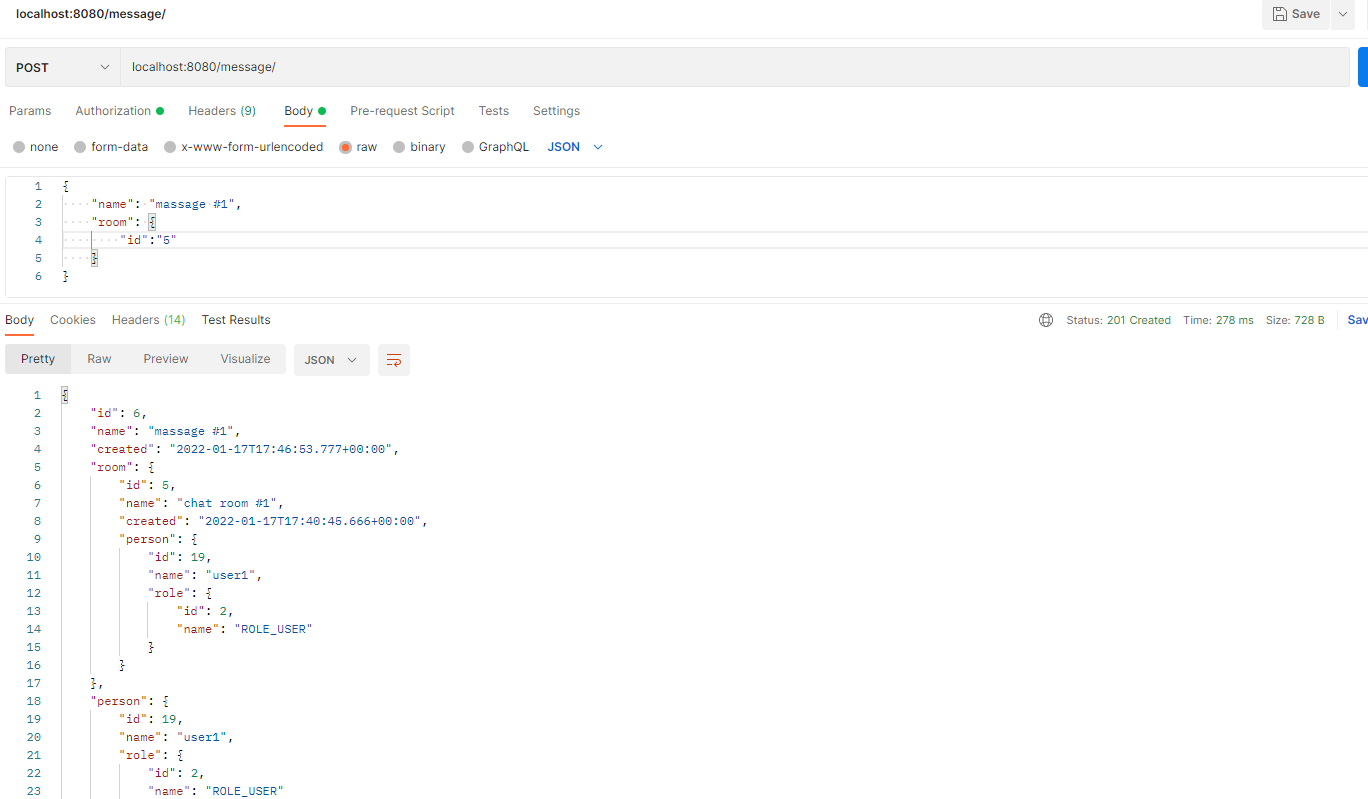 localhost:8080/message/
Save
POST
localhost:8080/message/
Params Authorization Headers (9) Body Pre-request Script Tests Settings
none form-data x-www-form-urlencoded raw binary GraphQL JSON
1 {
2 "name": "massage #1",
3 "room": {
4 "id":"5"
5 }
6 }
Body Cookies Headers (14) Test Results Status: 201 Created Time: 278 ms Size: 728 B Sav
Pretty Raw Preview Visualize JSON
1 {
2 "id": 6,
3 "name": "massage #1",
4 "created": "2022-01-17T17:46:53.777+00:00",
5 "room": {
6 "id": 5,
7 "name": "chat room #1",
8 "created": "2022-01-17T17:40:45.666+00:00",
9 "person": {
10 "id": 19,
11 "name": "user1",
12 "role": {
13 "id": 2,
14 "name": "ROLE_USER"
15 }
16 }
17 },
18 "person": {
19 "id": 19,
20 "name": "user1",
21 "role": {
22 "id": 2,
23 "name": "ROLE_USER"